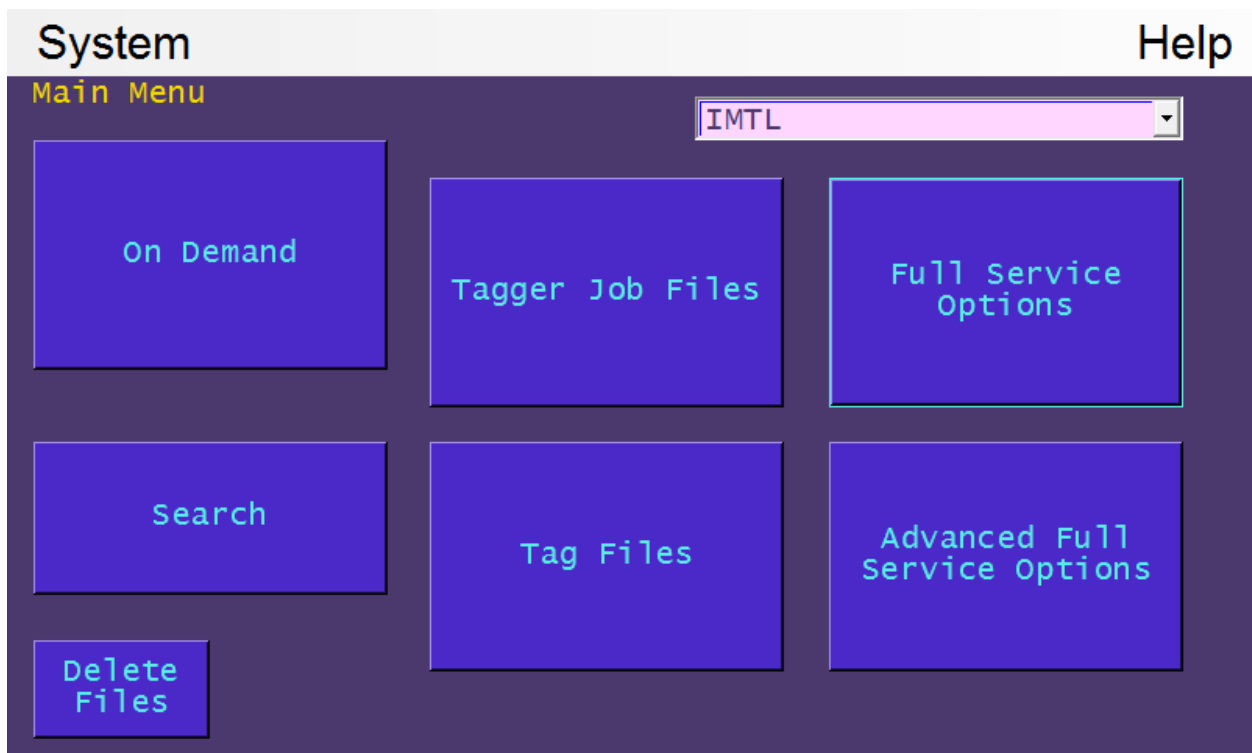 System
Help
Main Menu
IMTL
On Demand
Tagger Job Files
Full Service
Options
Search
Tag Files
Advanced Full
Service Options
Delete
Files